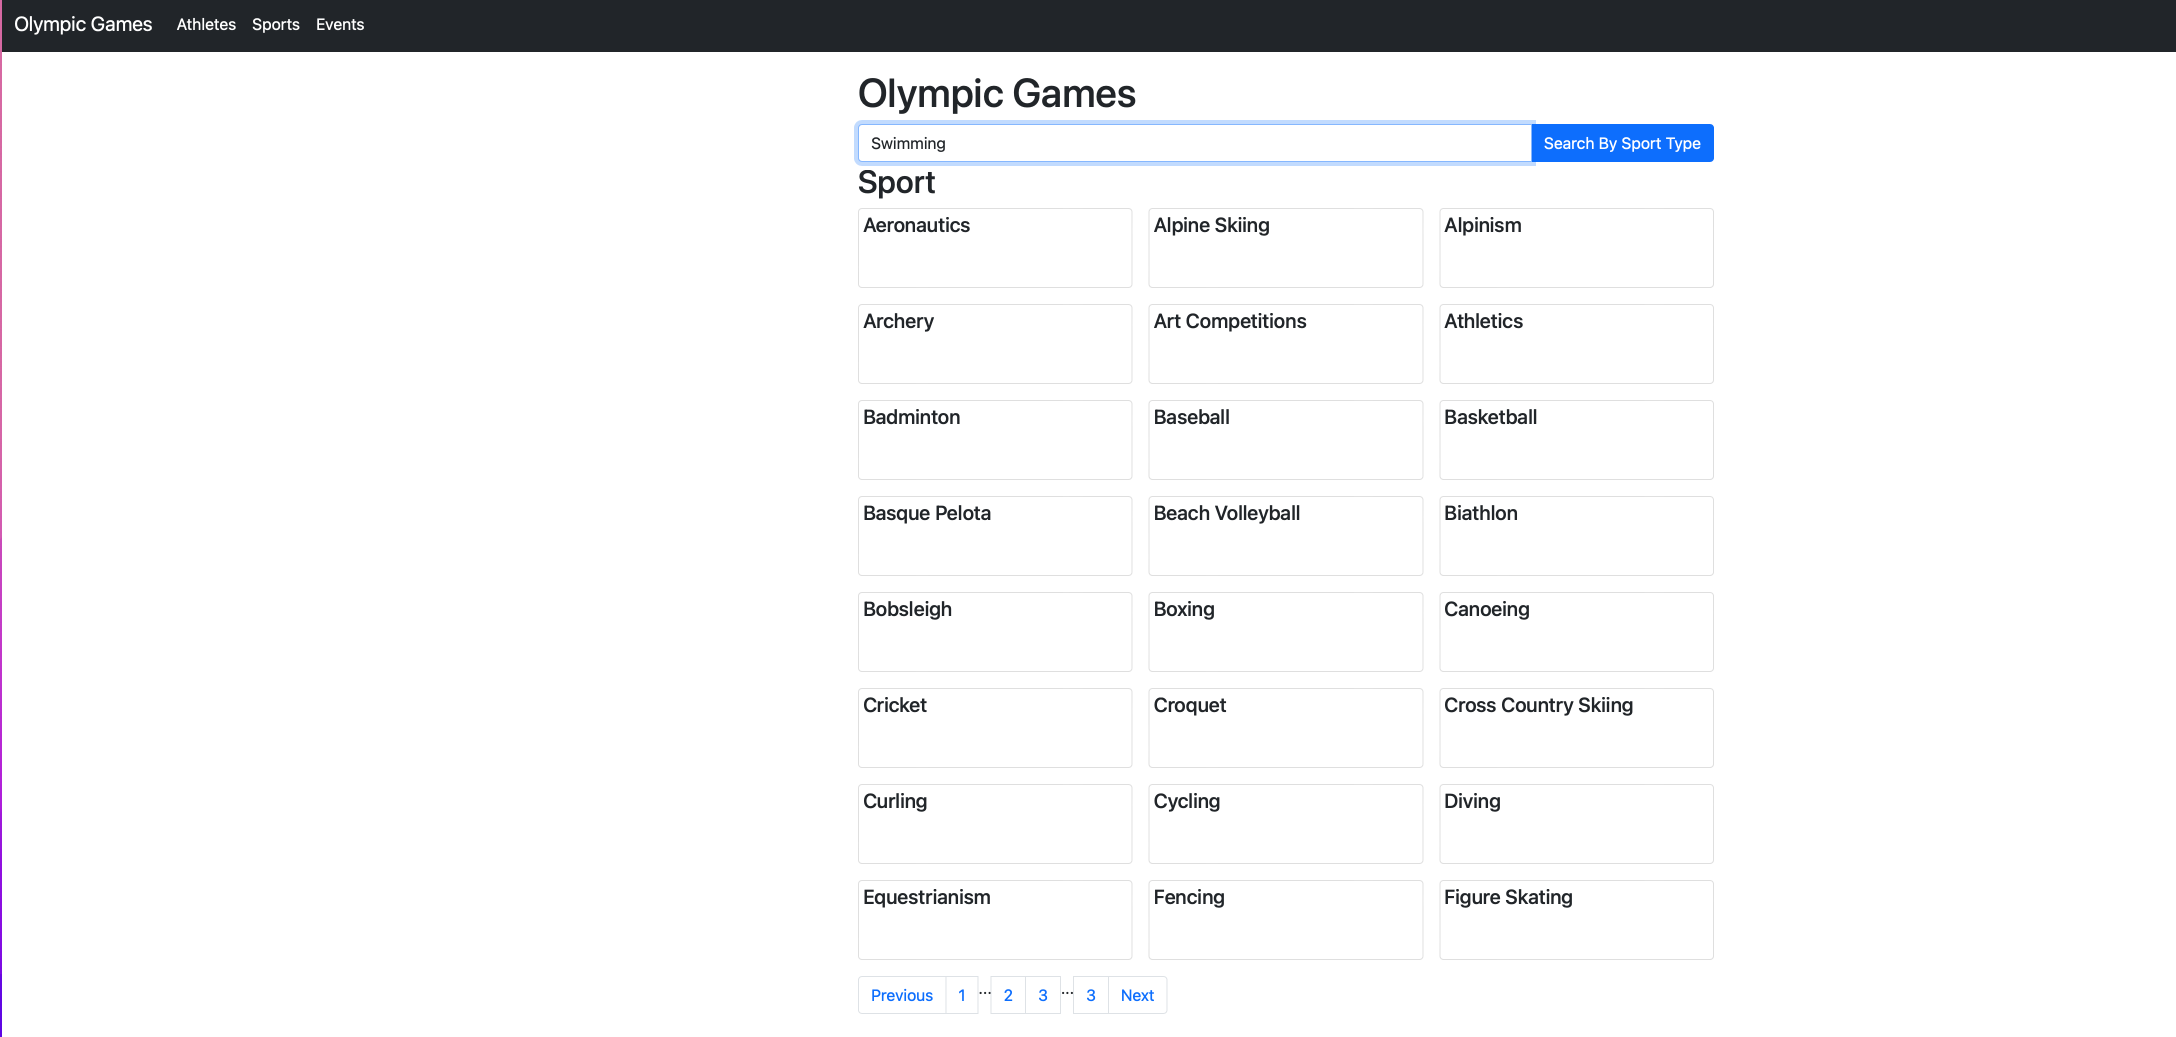 Olympic Games Athletes Sports Events
Olympic Games
Swimming Search By Sport Type
Sport
Aeronautics Alpine Skiing Alpinism
Archery Art Competitions Athletics
Badminton Baseball Basketball
Basque Pelota Beach Volleyball Biathlon
Bobsleigh Boxing Canoeing
Cricket Croquet Cross Country Skiing
Curling Cycling Diving
Equestrianism Fencing Figure Skating
Previous 1 ... 2 3 ... 3 Next